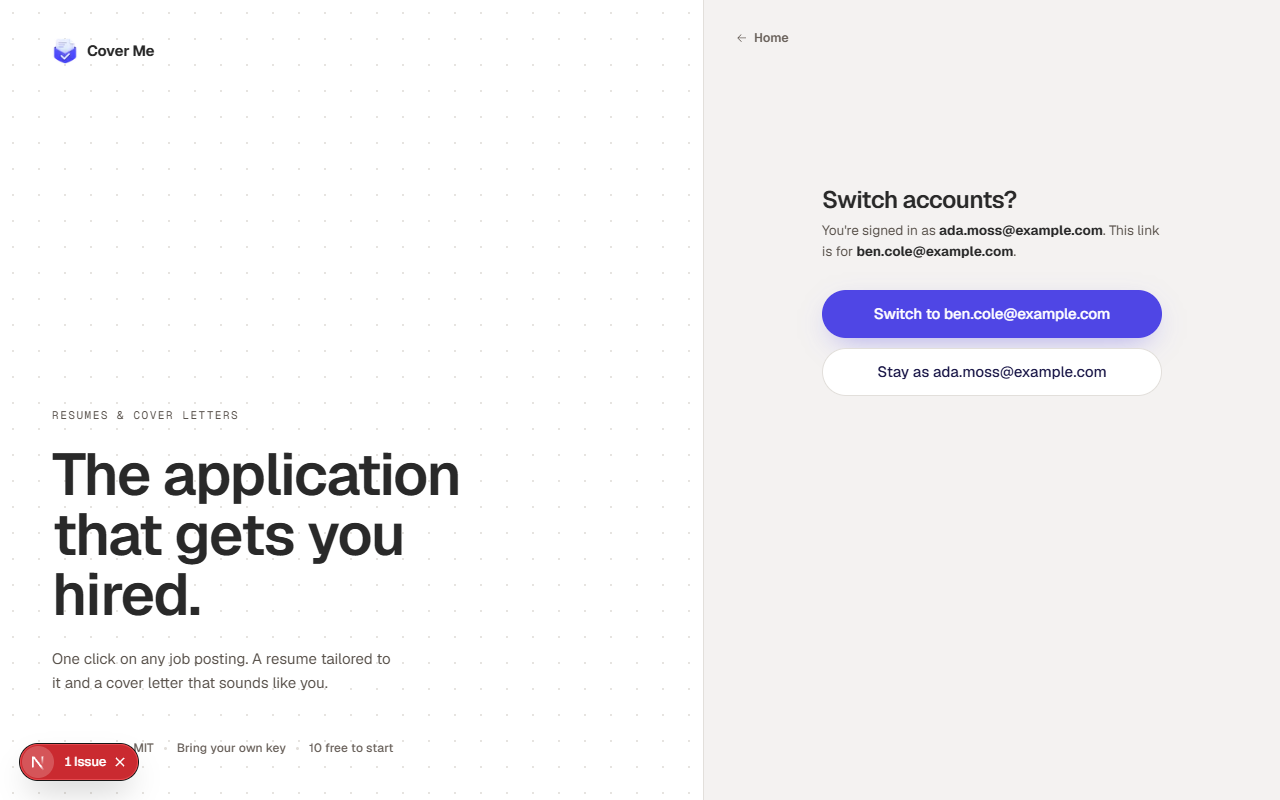 Cover Me
RESUMES & COVER LETTERS
The application
that gets you
hired.
One click on any job posting. A resume tailored to
it and a cover letter that sounds like you.
MIT · Bring your own key · 10 free to start
1 Issue
← Home
Switch accounts?
You're signed in as ada.moss@example.com. This link
is for ben.cole@example.com.
Switch to ben.cole@example.com
Stay as ada.moss@example.com